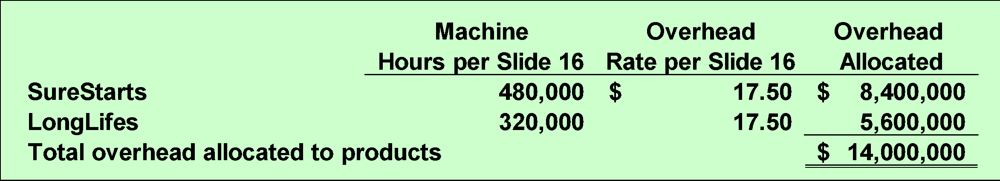 Machine Overhead Overhead
Hours per Slide 16 Rate per Slide 16 Allocated
SureStarts 480,000 $ 17.50 $ 8,400,000
LongLifes 320,000 17.50 5,600,000
Total overhead allocated to products $ 14,000,000